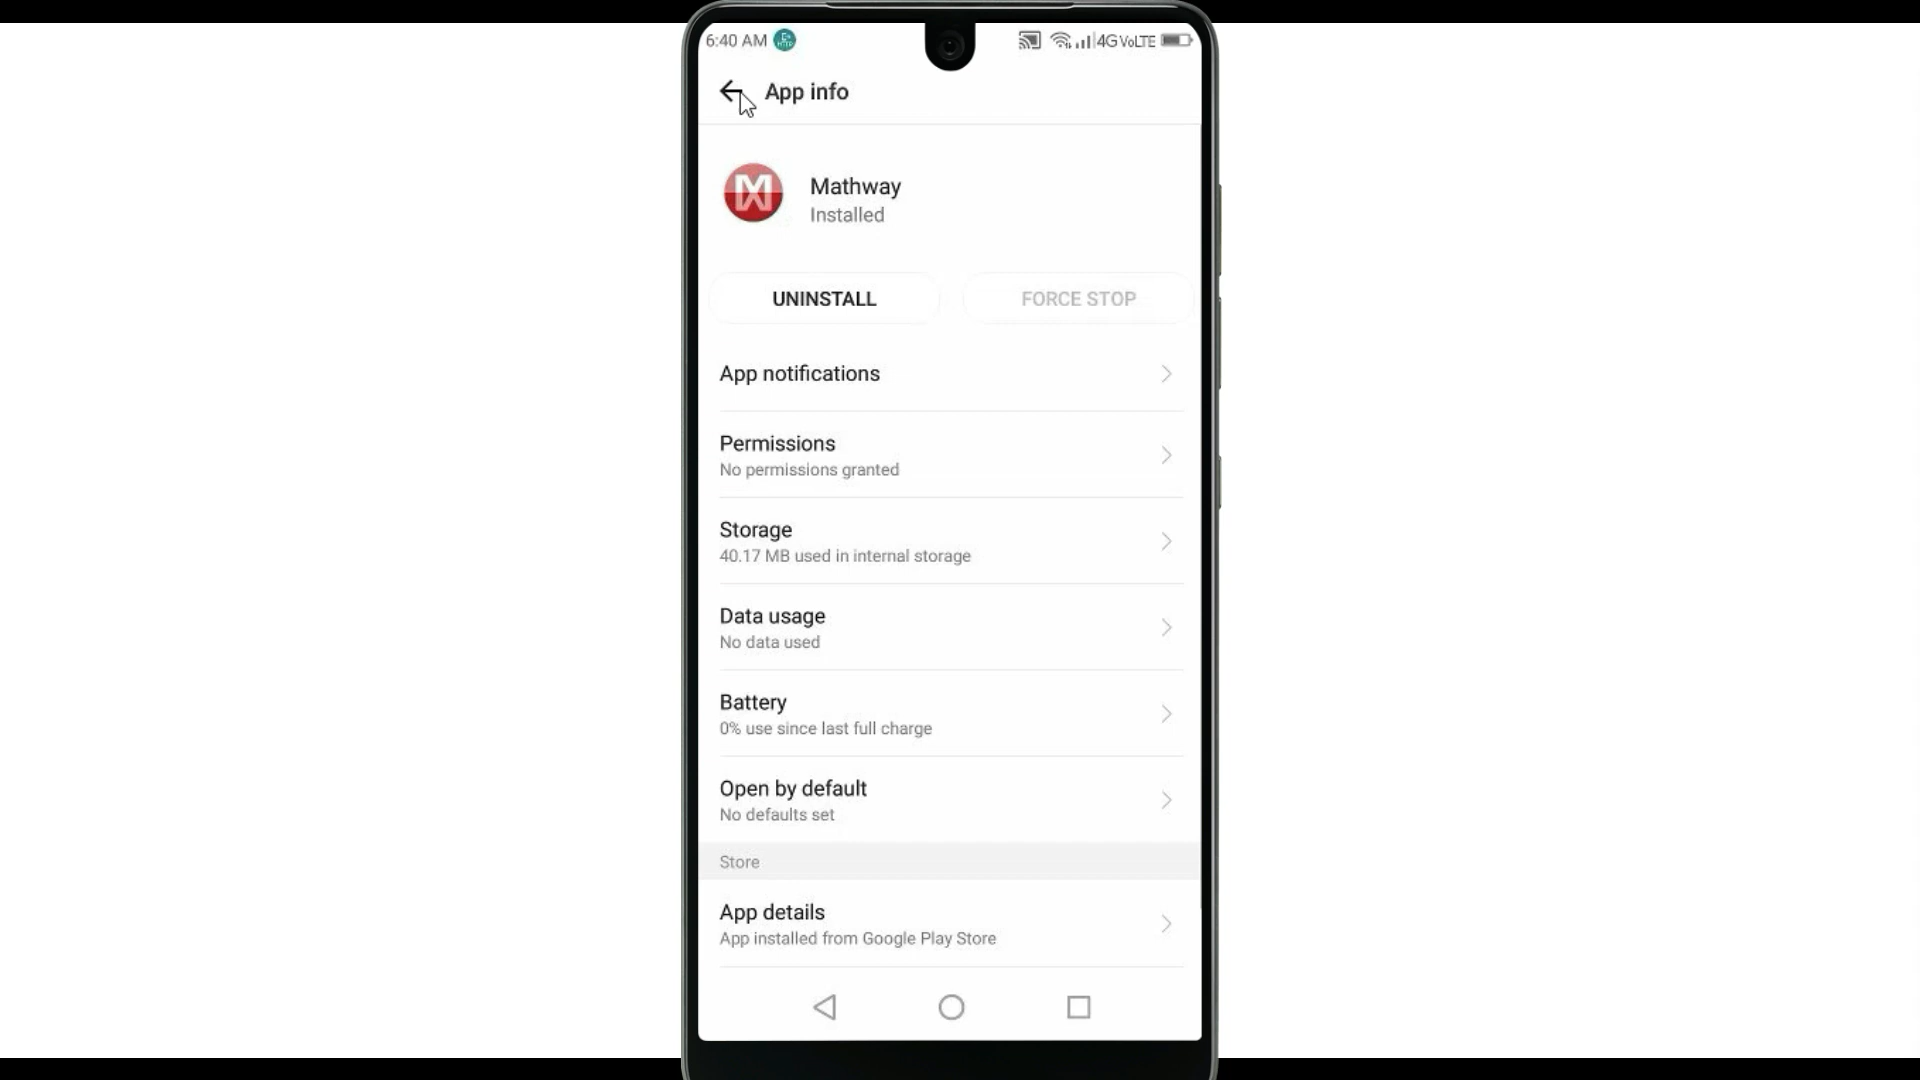 6:40 AM
4G VoLTE
App info
Mathway
Installed
UNINSTALL
FORCE STOP
App notifications
Permissions
No permissions granted
Storage
40.17 MB used in internal storage
Data usage
No data used
Battery
0% use since last full charge
Open by default
No defaults set
Store
App details
App installed from Google Play Store